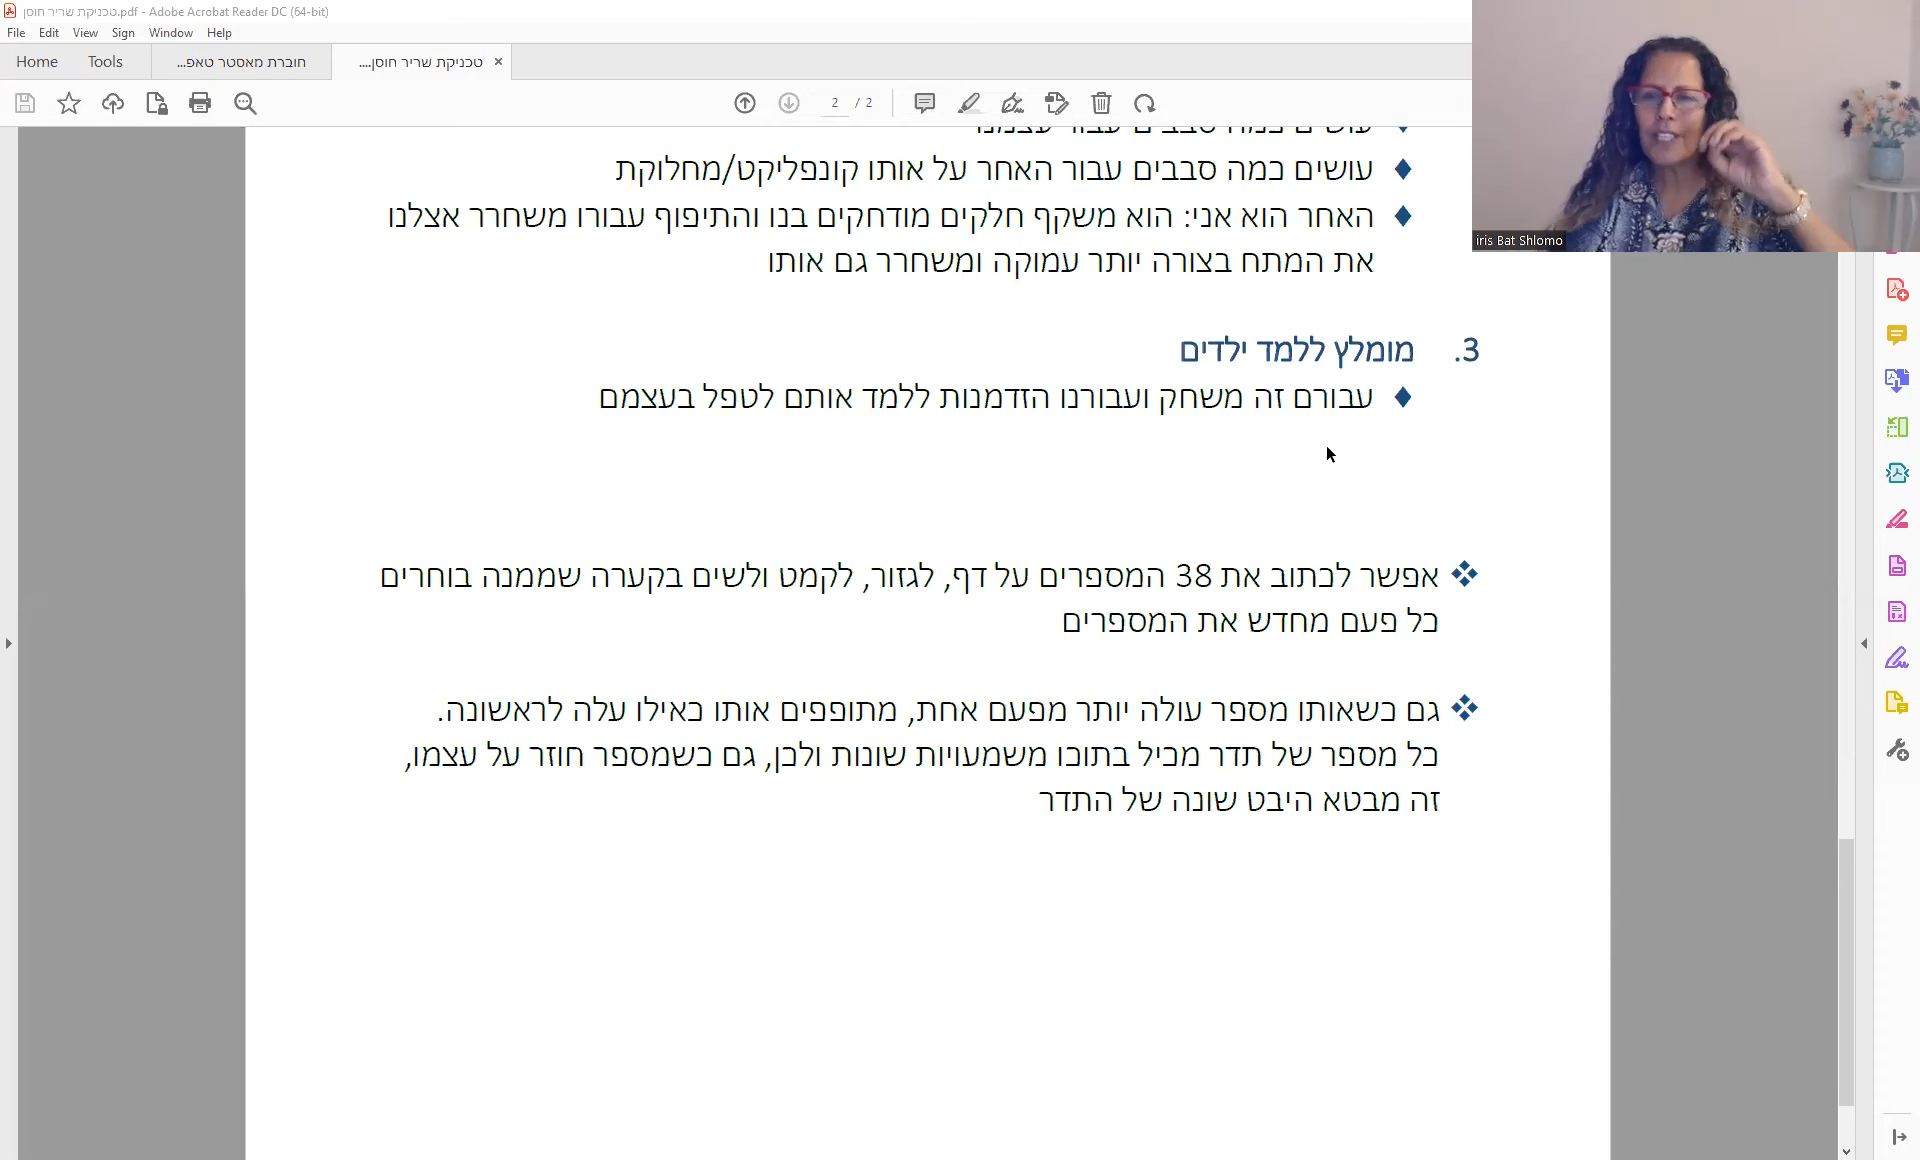 טכניקת שריר חוסן.pdf - Adobe Acrobat Reader DC (64-bit)
File Edit View Sign Window Help
Home Tools חוברת מאסטר טאפ... טכניקת שריר חוסן....
2 / 2
iris Bat Shlomo
עושים כמה סבבים עבור עצמנו
עושים כמה סבבים עבור האחר על אותו קונפליקט/מחלוקת
האחר הוא אני: הוא משקף חלקים מודחקים בנו והתיפוף עבורו משחרר אצלנו
את המתח בצורה יותר עמוקה ומשחרר גם אותו
3. מומלץ ללמד ילדים
עבורם זה משחק ועבורנו הזדמנות ללמד אותם לטפל בעצמם
אפשר לכתוב את 38 המספרים על דף, לגזור, לקמט ולשים בקערה שממנה בוחרים
כל פעם מחדש את המספרים
גם כשאותו מספר עולה יותר מפעם אחת, מתופפים אותו כאילו עלה לראשונה.
כל מספר של תדר מכיל בתוכו משמעויות שונות ולכן, גם כשמספר חוזר על עצמו,
זה מבטא היבט שונה של התדר